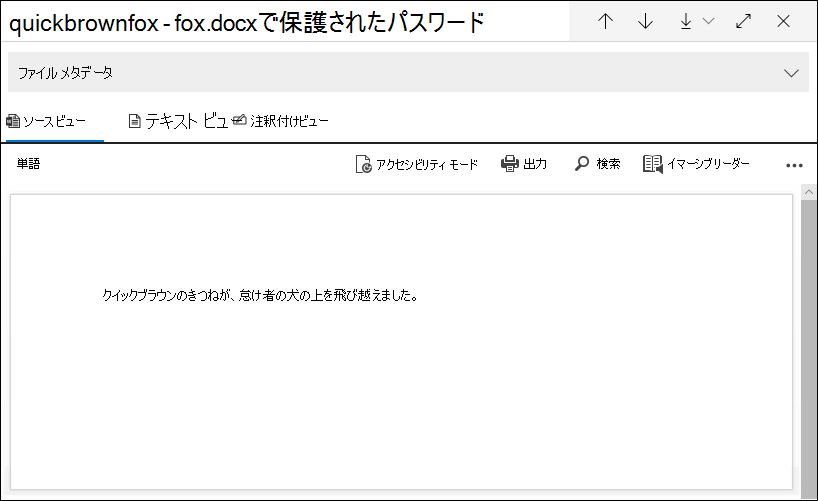 quickbrownfox - fox.docxで保護されたパスワード
ファイル メタデータ
ソース ビュー テキスト ビュ 注釈付けビュー
単語 アクセシビリティ モード 出力 検索 イマーシブリーダー
クイックブラウンのきつねが、怠け者の犬の上を飛び越えました。